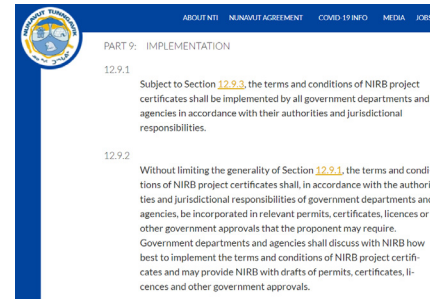 NUNAVUT TUNNGAVIK
ABOUT NTI NUNAVUT AGREEMENT COVID-19 INFO MEDIA JOBS
PART 9: IMPLEMENTATION
12.9.1
Subject to Section 12.9.3, the terms and conditions of NIRB project
certificates shall be implemented by all government departments and
agencies in accordance with their authorities and jurisdictional
responsibilities.
12.9.2
Without limiting the generality of Section 12.9.1, the terms and condi
tions of NIRB project certificates shall, in accordance with the authori
ties and jurisdictional responsibilities of government departments and
agencies, be incorporated in relevant permits, certificates, licences or
other government approvals that the proponent may require.
Government departments and agencies shall discuss with NIRB how
best to implement the terms and conditions of NIRB project certifi-
cates and may provide NIRB with drafts of permits, certificates, li-
cences and other government approvals.